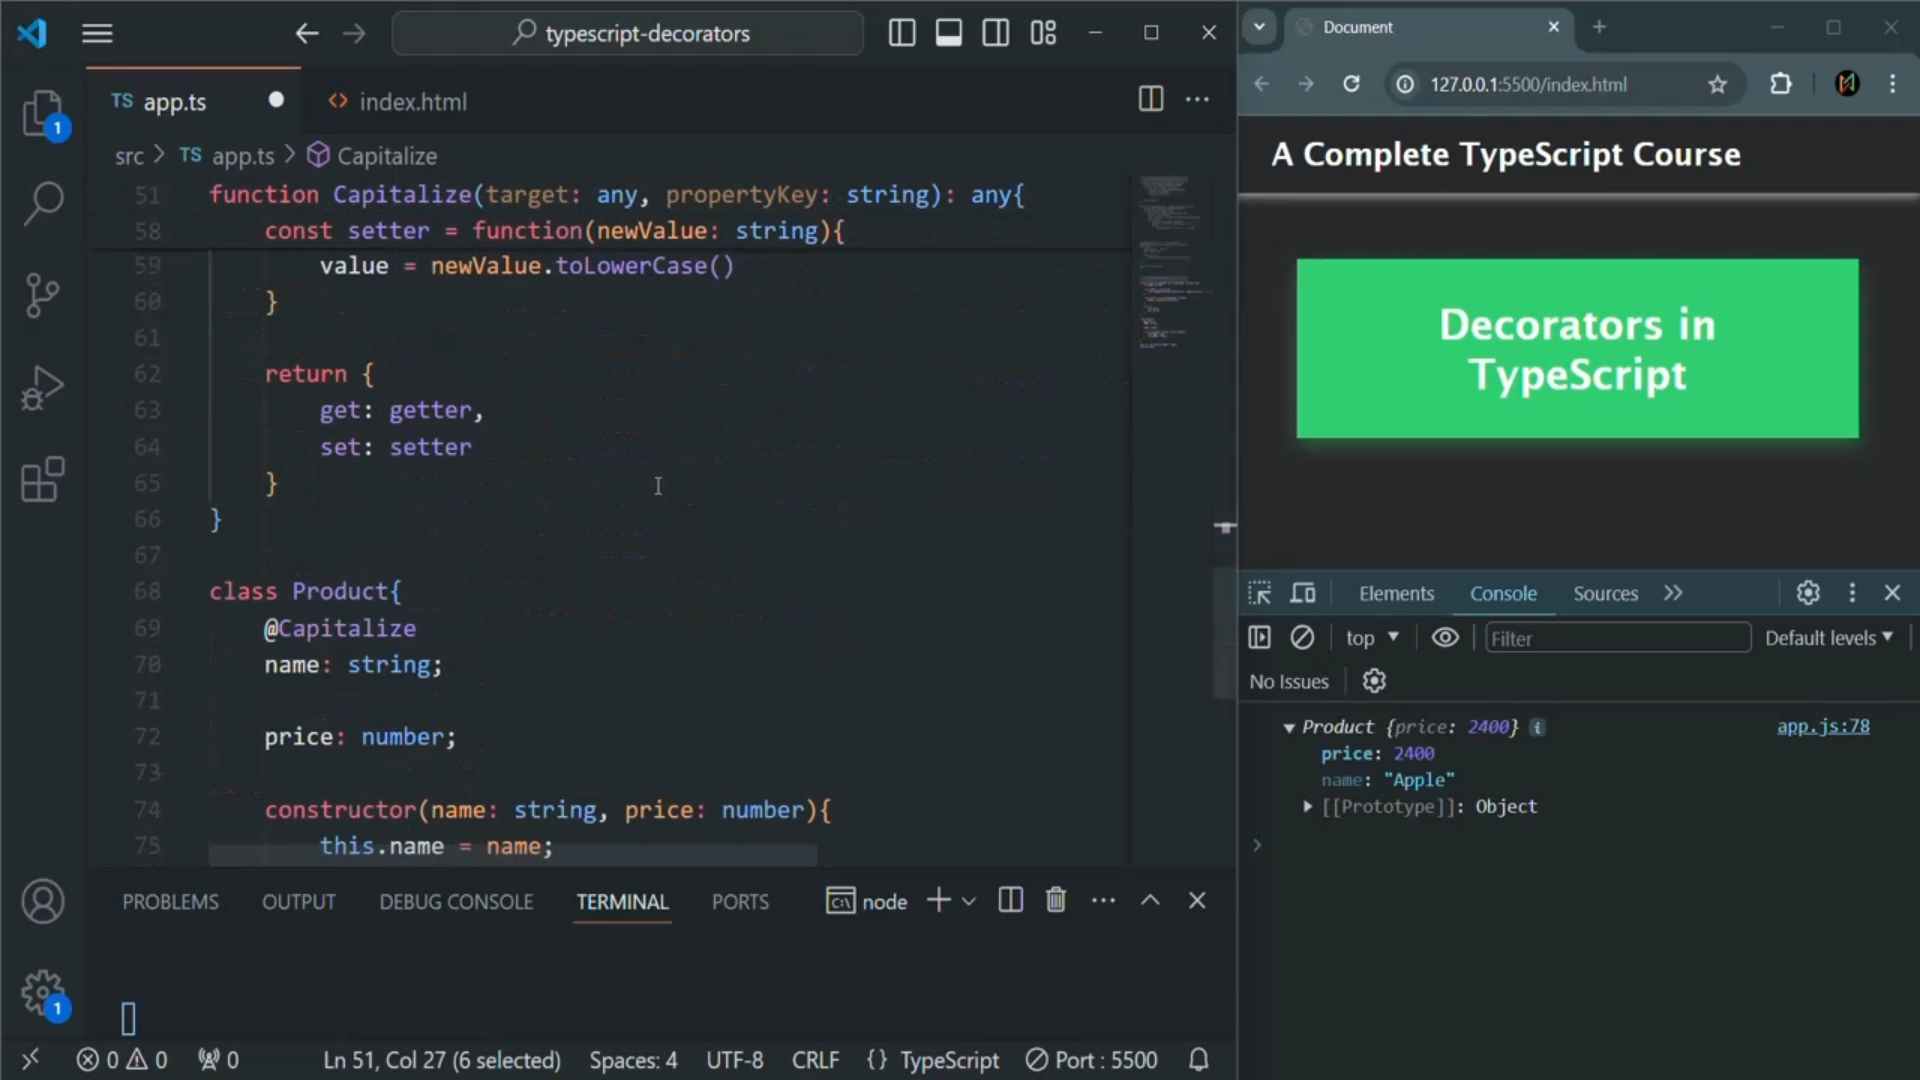 typescript-decorators
TS app.ts
<> index.html
src > TS app.ts > Capitalize
51 function Capitalize(target: any, propertyKey: string): any{
58 const setter = function(newValue: string){
59 value = newValue.toLowerCase()
60 }
61
62 return {
63 get: getter,
64 set: setter
65 }
66 }
67
68 class Product{
69 @Capitalize
70 name: string;
71
72 price: number;
73
74 constructor(name: string, price: number){
75 this.name = name;
PROBLEMS OUTPUT DEBUG CONSOLE TERMINAL PORTS node
1
1
0 0 0 Ln 51, Col 27 (6 selected) Spaces: 4 UTF-8 CRLF {} TypeScript Port : 5500
Document
127.0.0.1:5500/index.html
A Complete TypeScript Course
Decorators in
TypeScript
Elements Console Sources
top Filter Default levels
No Issues
Product {price: 2400} i app.js:78
price: 2400
name: "Apple"
[[Prototype]]: Object